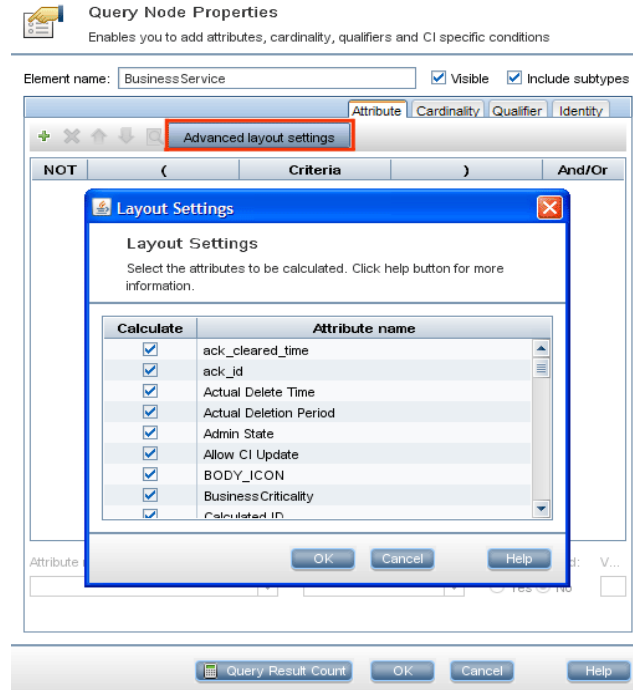 Query Node Properties
Enables you to add attributes, cardinality, qualifiers and CI specific conditions
Element name: BusinessService Visible Include subtypes
Attribute Cardinality Qualifier Identity
Advanced layout settings
NOT ( Criteria ) And/Or
Layout Settings
Layout Settings
Select the attributes to be calculated. Click help button for more
information.
Calculate Attribute name
ack_cleared_time
ack_id
Actual Delete Time
Actual Deletion Period
Admin State
Allow CI Update
BODY_ICON
BusinessCriticality
Calculated ID
OK Cancel Help
Attribute V...
Yes No
Query Result Count OK Cancel Help